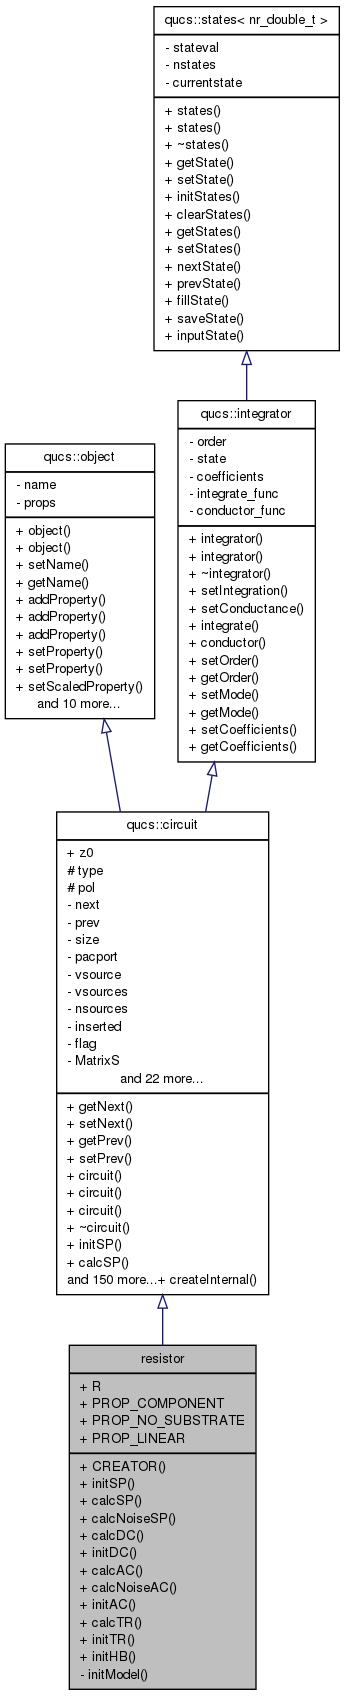 qucs::states< nr_double_t >
- stateval
- nstates
- currentstate
+ states()
+ states()
+ ~states()
+ getState()
+ setState()
+ initStates()
+ clearStates()
+ getStates()
+ setStates()
+ nextState()
+ prevState()
+ fillState()
+ saveState()
+ inputState()
qucs::integrator
- order
- state
- coefficients
- integrate_func
- conductor_func
+ integrator()
+ integrator()
+ ~integrator()
+ setIntegration()
+ setConductance()
+ integrate()
+ conductor()
+ setOrder()
+ getOrder()
+ setMode()
+ getMode()
+ setCoefficients()
+ getCoefficients()
qucs::object
- name
- props
+ object()
+ object()
+ setName()
+ getName()
+ addProperty()
+ addProperty()
+ addProperty()
+ setProperty()
+ setProperty()
+ setScaledProperty()
and 10 more...
qucs::circuit
+ z0
# type
# pol
- next
- prev
- size
- pacport
- vsource
- vsources
- nsources
- inserted
- flag
- MatrixS
and 22 more...
+ getNext()
+ setNext()
+ getPrev()
+ setPrev()
+ circuit()
+ circuit()
+ circuit()
+ ~circuit()
+ initSP()
+ calcSP()
and 150 more...+ createInternal()
resistor
+ R
+ PROP_COMPONENT
+ PROP_NO_SUBSTRATE
+ PROP_LINEAR
+ CREATOR()
+ initSP()
+ calcSP()
+ calcNoiseSP()
+ calcDC()
+ initDC()
+ calcAC()
+ calcNoiseAC()
+ initAC()
+ calcTR()
+ initTR()
+ initHB()
- initModel()